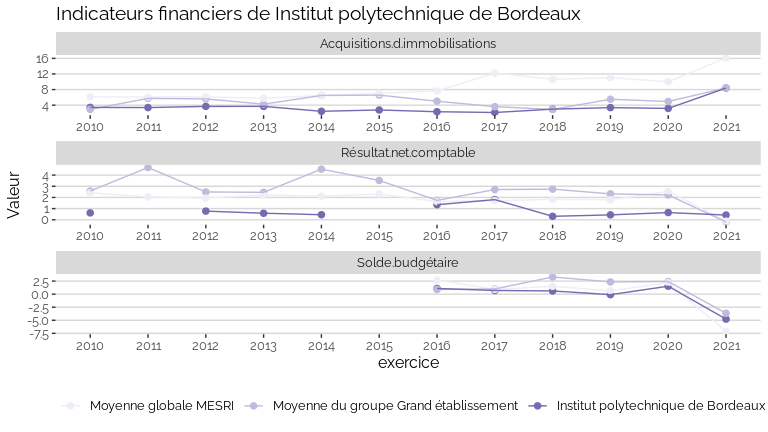 Indicateurs financiers de Institut polytechnique de Bordeaux
Acquisitions.d.immobilisations
16
12
8
4
2010 2011 2012 2013 2014 2015 2016 2017 2018 2019 2020 2021
Résultat.net.comptable
4
3
2
1
0
2010 2011 2012 2013 2014 2015 2016 2017 2018 2019 2020 2021
Valeur
Solde.budgétaire
2.5
0.0
-2.5
-5.0
-7.5
2010 2011 2012 2013 2014 2015 2016 2017 2018 2019 2020 2021
exercice
Moyenne globale MESRI Moyenne du groupe Grand établissement Institut polytechnique de Bordeaux